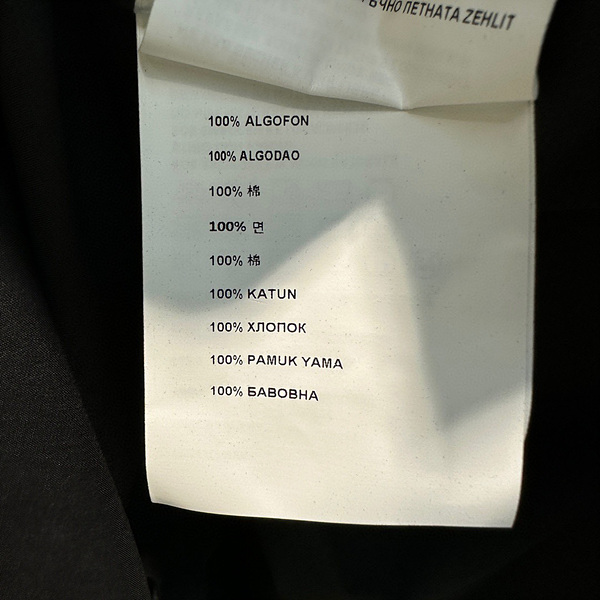 ПЕТНАТА ZEHLIT
100% ALGOFON
100% ALGODAO
100% 棉
100% 면
100% 棉
100% KATUN
100% ХЛОПОК
100% PAMUK YAMA
100% БАВОВНА